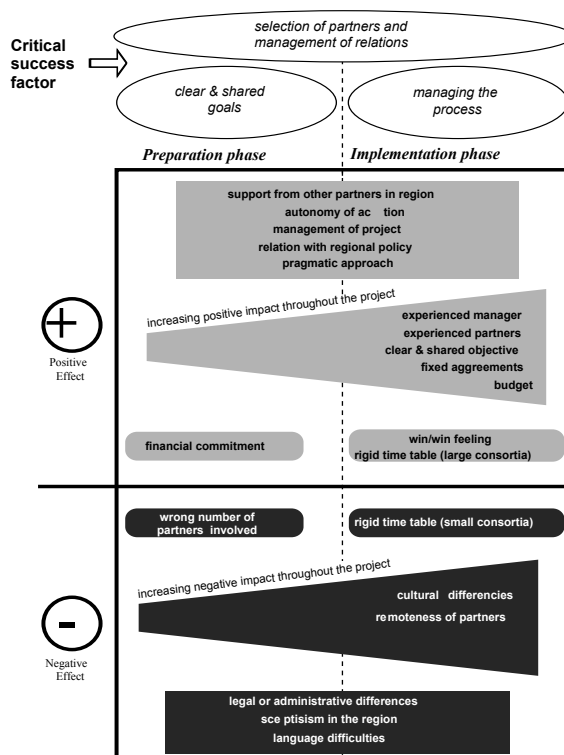 selection of partners and
management of relations
Critical
success
factor
clear & shared
goals
managing the
process
Preparation phase
Implementation phase
support from other partners in region
autonomy of ac tion
management of project
relation with regional policy
pragmatic approach
increasing positive impact throughout the project
experienced manager
experienced partners
clear & shared objective
fixed aggreements
budget
+
Positive
Effect
financial commitment
win/win feeling
rigid time table (large consortia)
wrong number of
partners involved
rigid time table (small consortia)
increasing negative impact throughout the project
cultural differencies
remoteness of partners
-
Negative
Effect
legal or administrative differences
sce ptisism in the region
language difficulties